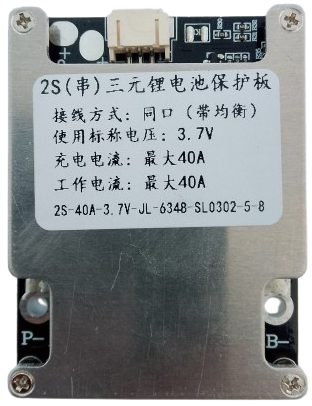 P+
2S(串)三元锂电池保护板
接线方式: 同口 (带均衡)
使用标称电压: 3.7V
充电电流: 最大40A
工作电流: 最大40A
2S-40A-3.7V-JL-6348-SL0302-5-8
P-
B-